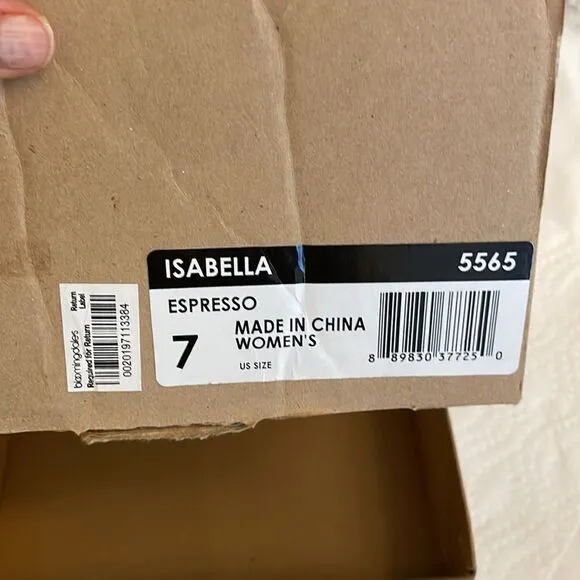 ISABELLA 5565
ESPRESSO
7
MADE IN CHINA
WOMEN'S
US SIZE
8 89830 37725 0
bloomingdales Return
Required for Return Label
0020197113384